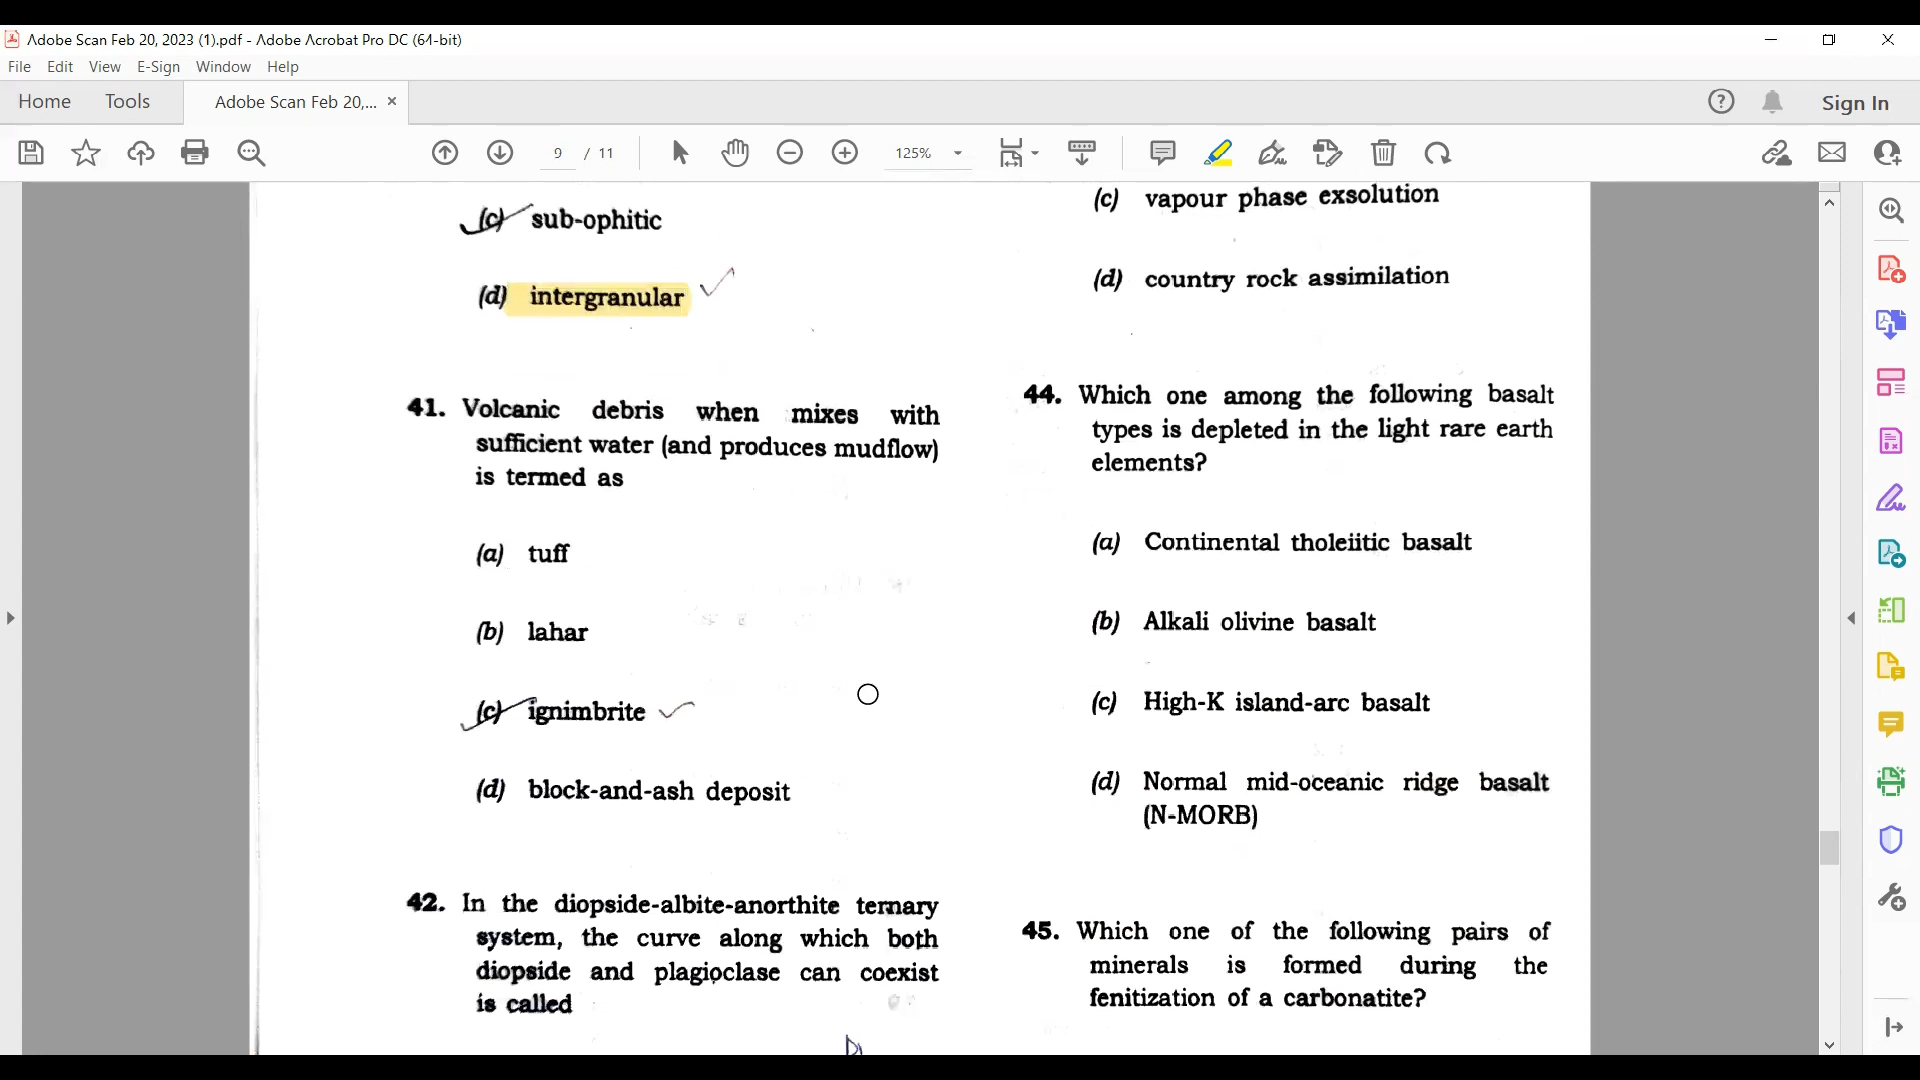 Adobe Scan Feb 20, 2023 (1).pdf - Adobe Acrobat Pro DC (64-bit)
File Edit View E-Sign Window Help
Home Tools Adobe Scan Feb 20,... × Sign In
9 / 11 125%
(c) sub-ophitic
(d) intergranular
41. Volcanic debris when mixes with
sufficient water (and produces mudflow)
is termed as
(a) tuff
(b) lahar
(c) ignimbrite
(d) block-and-ash deposit
42. In the diopside-albite-anorthite ternary
system, the curve along which both
diopside and plagioclase can coexist
is called
(c) vapour phase exsolution
(d) country rock assimilation
44. Which one among the following basalt
types is depleted in the light rare earth
elements?
(a) Continental tholeiitic basalt
(b) Alkali olivine basalt
(c) High-K island-arc basalt
(d) Normal mid-oceanic ridge basalt
(N-MORB)
45. Which one of the following pairs of
minerals is formed during the
fenitization of a carbonatite?